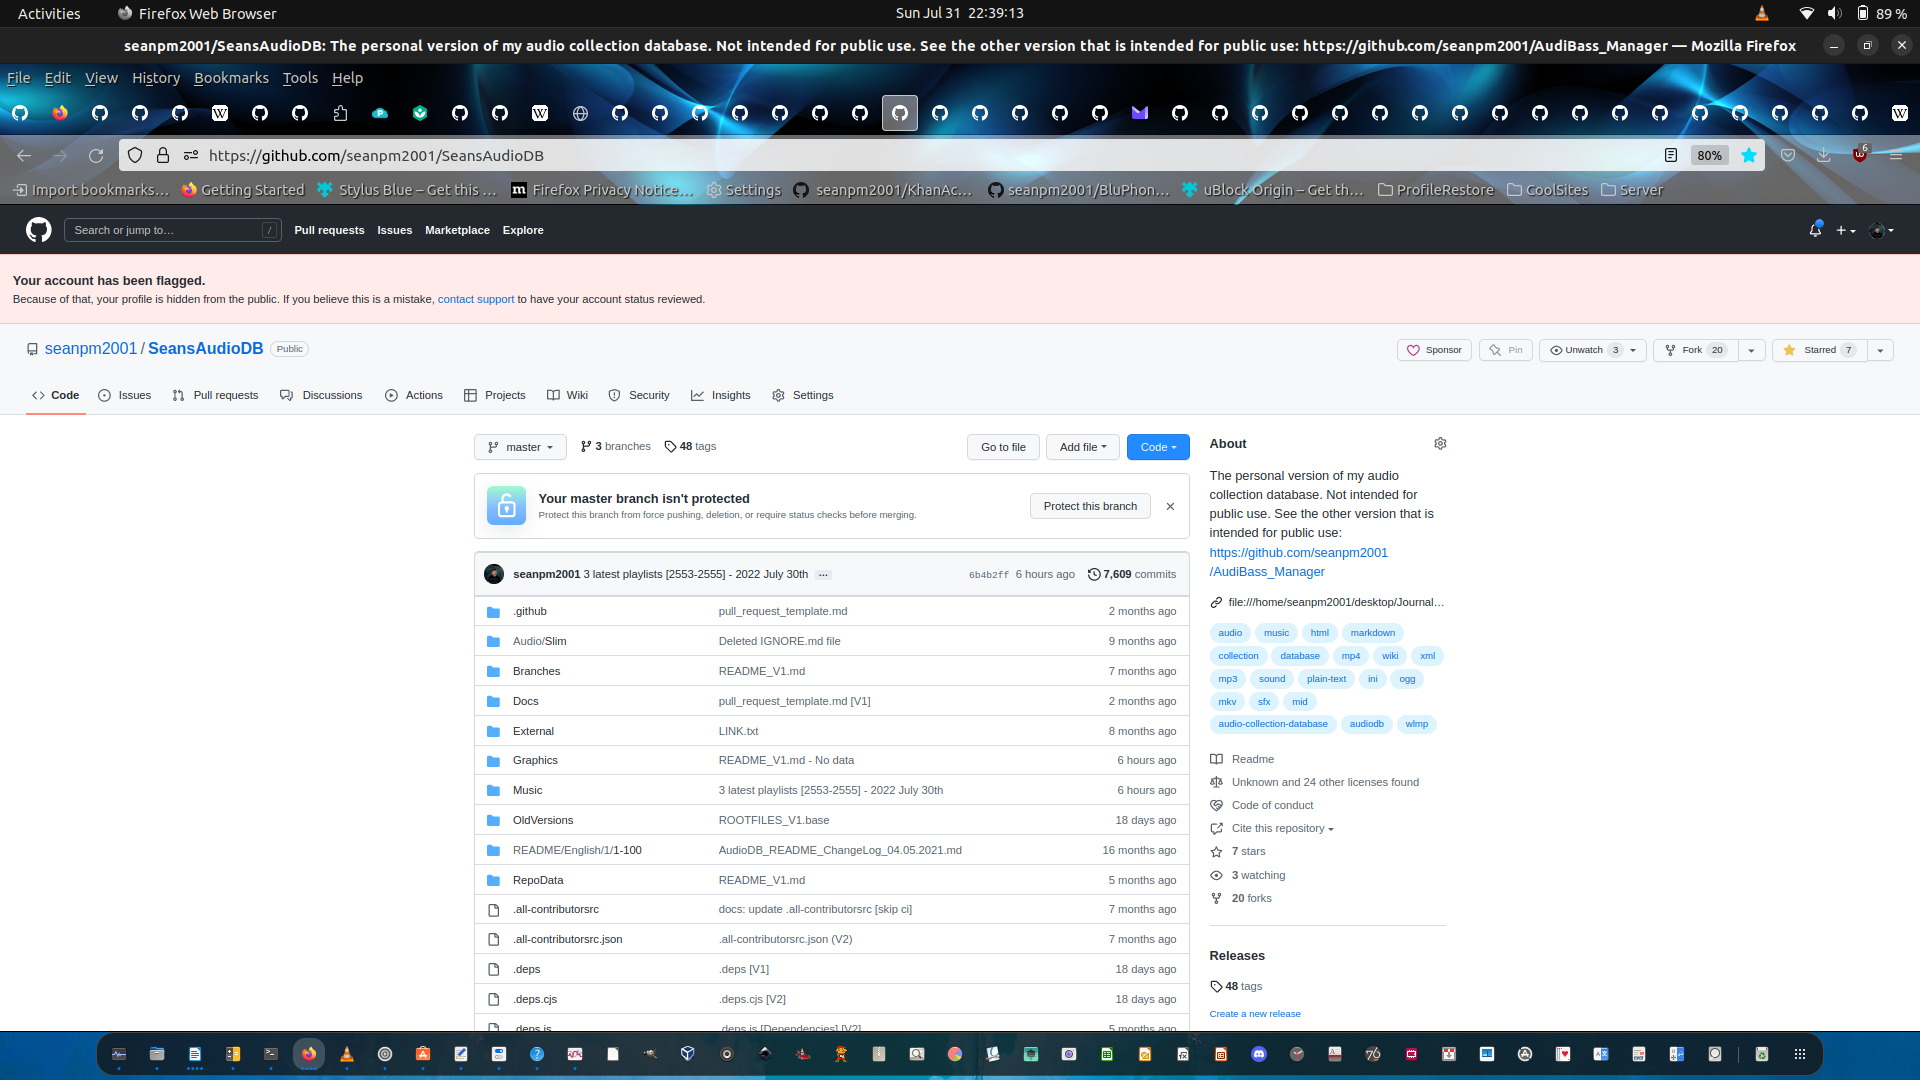 Activities Firefox Web Browser Sun Jul 31 22:39:13 89 %
seanpm2001/SeansAudioDB: The personal version of my audio collection database. Not intended for public use. See the other version that is intended for public use: https://github.com/seanpm2001/AudiBass_Manager — Mozilla Firefox
File Edit View History Bookmarks Tools Help
https://github.com/seanpm2001/SeansAudioDB 80% 6
Import bookmarks… Getting Started Stylus Blue – Get this … Firefox Privacy Notice… Settings seanpm2001/KhanAc… seanpm2001/BluPhon… uBlock Origin – Get th… ProfileRestore CoolSites Server
Search or jump to… / Pull requests Issues Marketplace Explore
Your account has been flagged.
Because of that, your profile is hidden from the public. If you believe this is a mistake, contact support to have your account status reviewed.
seanpm2001 / SeansAudioDB Public Sponsor Pin Unwatch 3 Fork 20 Starred 7
Code Issues Pull requests Discussions Actions Projects Wiki Security Insights Settings
master 3 branches 48 tags Go to file Add file Code
Your master branch isn't protected
Protect this branch from force pushing, deletion, or require status checks before merging.
Protect this branch
seanpm2001 3 latest playlists [2553-2555] - 2022 July 30th … 6b4b2ff 6 hours ago 7,609 commits
.github pull_request_template.md 2 months ago
Audio/Slim Deleted IGNORE.md file 9 months ago
Branches README_V1.md 7 months ago
Docs pull_request_template.md [V1] 2 months ago
External LINK.txt 8 months ago
Graphics README_V1.md - No data 6 hours ago
Music 3 latest playlists [2553-2555] - 2022 July 30th 6 hours ago
OldVersions ROOTFILES_V1.base 18 days ago
README/English/1/1-100 AudioDB_README_ChangeLog_04.05.2021.md 16 months ago
RepoData README_V1.md 5 months ago
.all-contributorsrc docs: update .all-contributorsrc [skip ci] 7 months ago
.all-contributorsrc.json .all-contributorsrc.json (V2) 7 months ago
.deps .deps [V1] 18 days ago
.deps.cjs .deps.cjs [V2] 18 days ago
.deps.js .deps.js [Dependencies] [V2] 5 months ago
About
The personal version of my audio
collection database. Not intended for
public use. See the other version that is
intended for public use:
https://github.com/seanpm2001
/AudiBass_Manager
file:///home/seanpm2001/desktop/Journal…
audio music html markdown
collection database mp4 wiki xml
mp3 sound plain-text ini ogg
mkv sfx mid
audio-collection-database audiodb wlmp
Readme
Unknown and 24 other licenses found
Code of conduct
Cite this repository
7 stars
3 watching
20 forks
Releases
48 tags
Create a new release